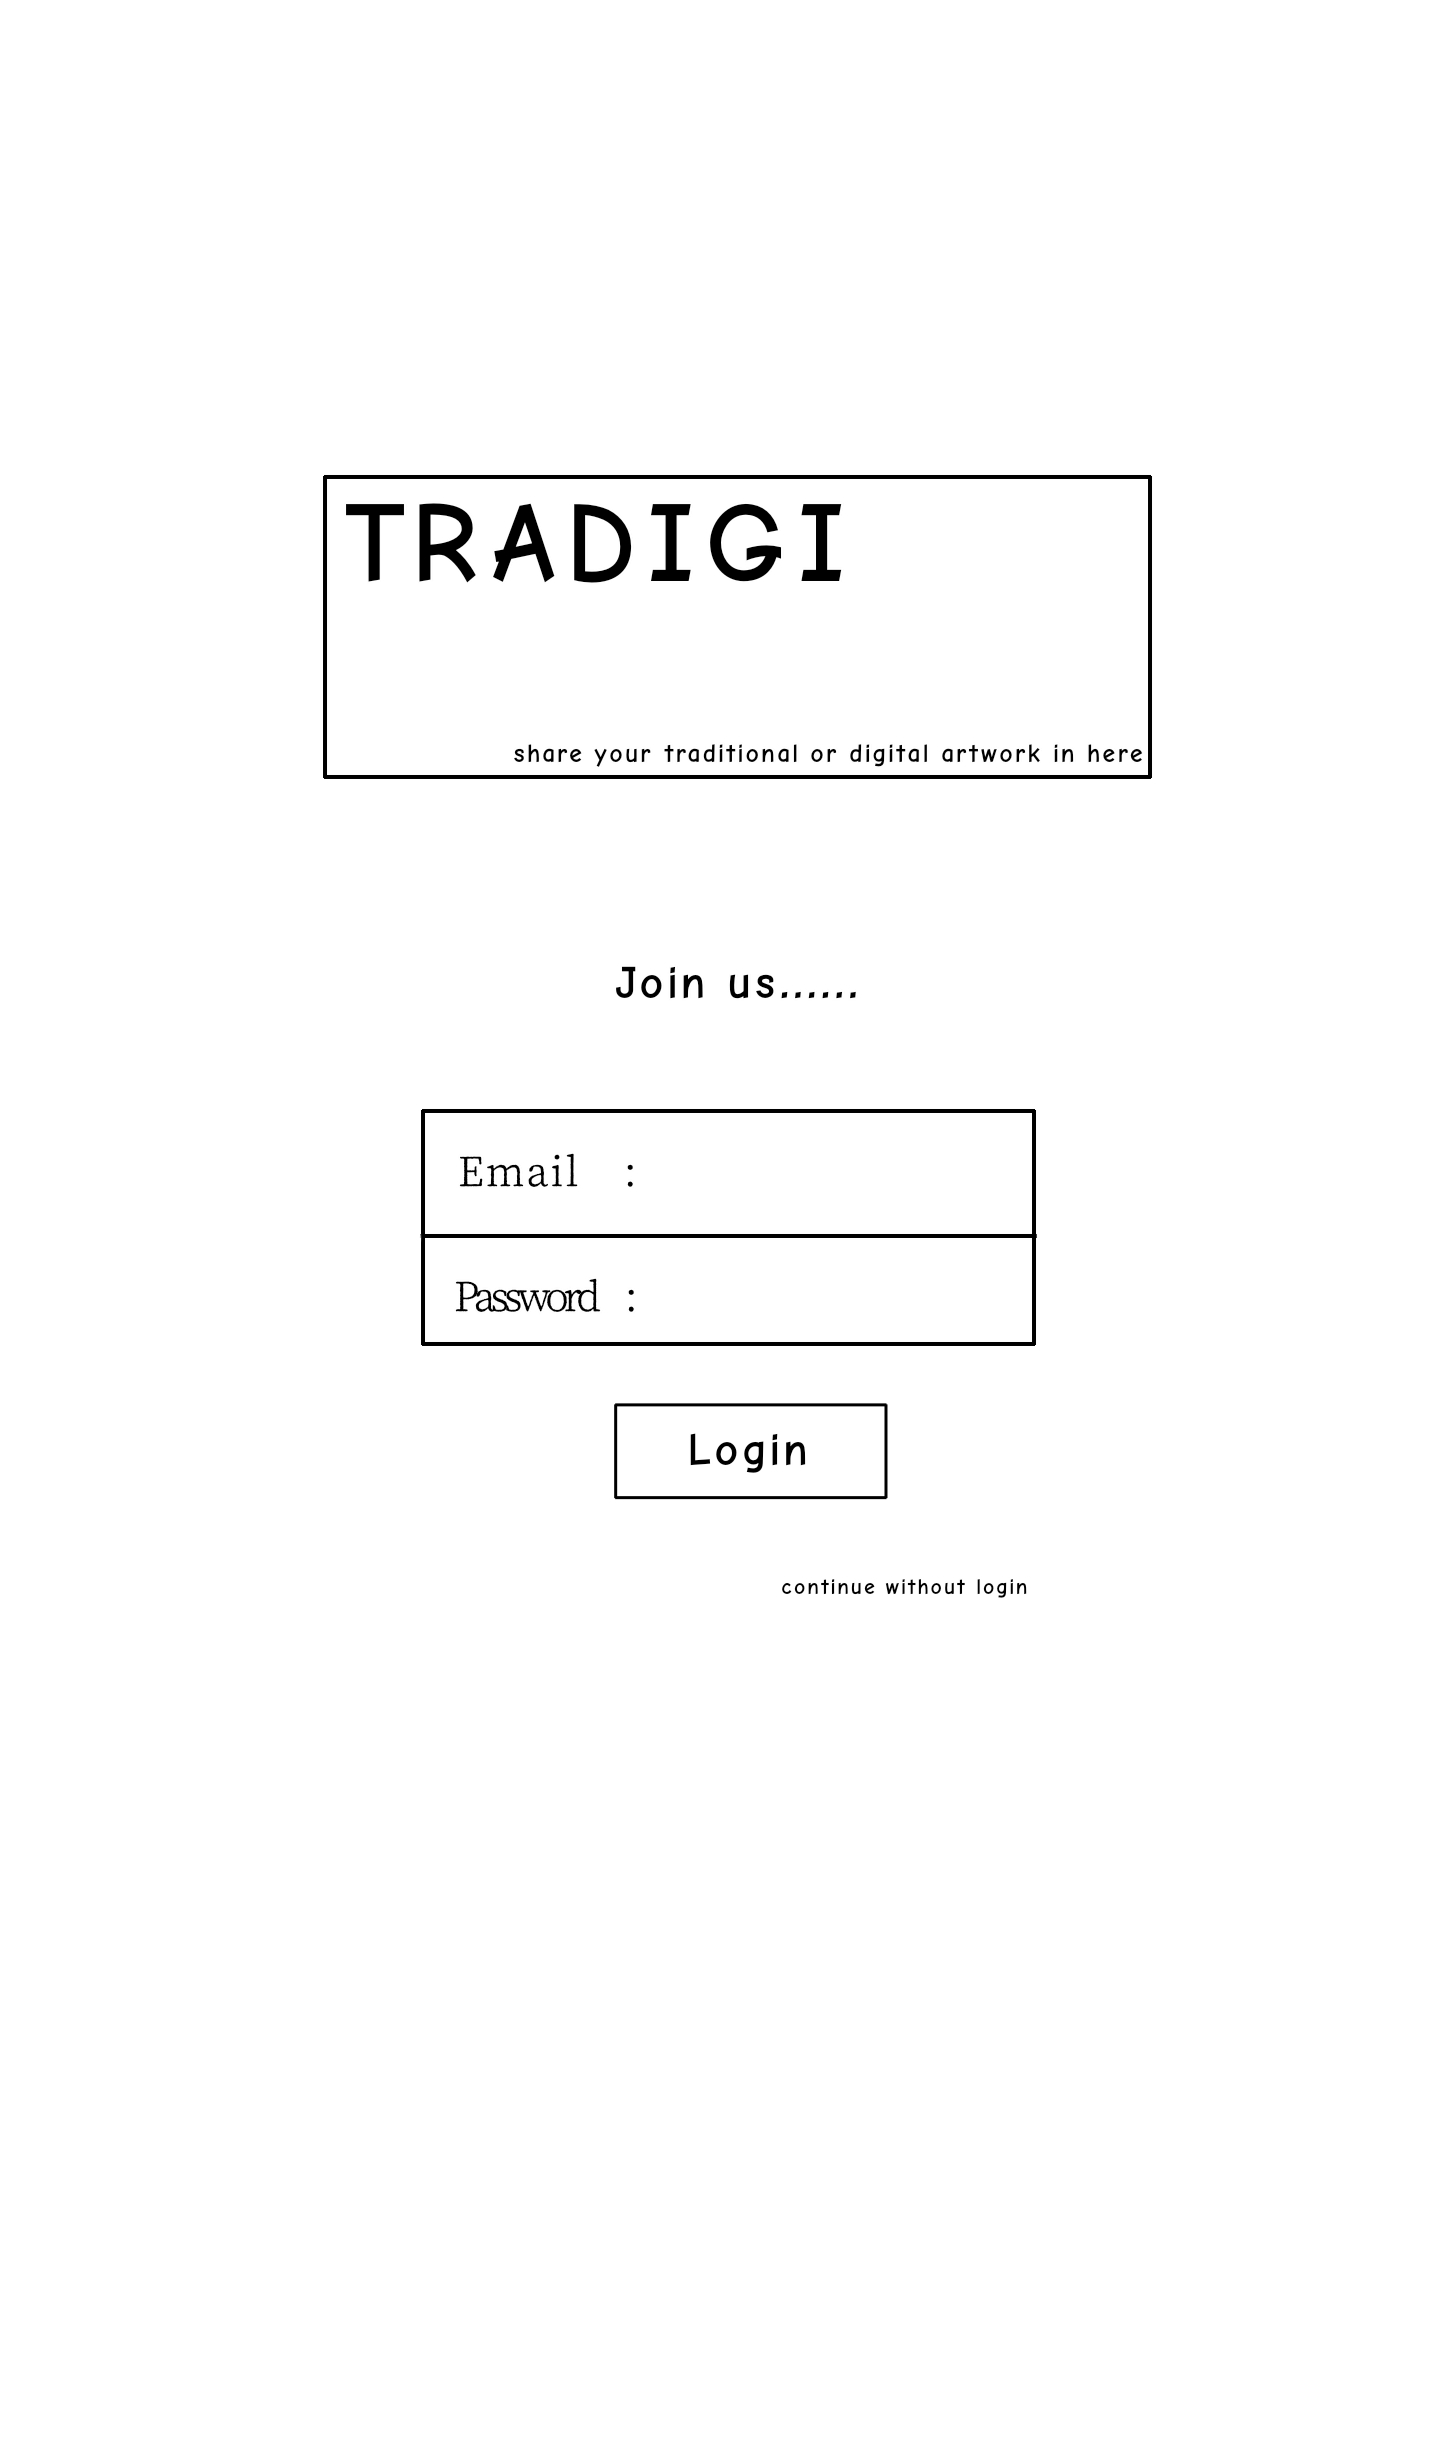 TRADIGI
share your traditional or digital artwork in here
Join us......
Email :
Password :
Login
continue without login